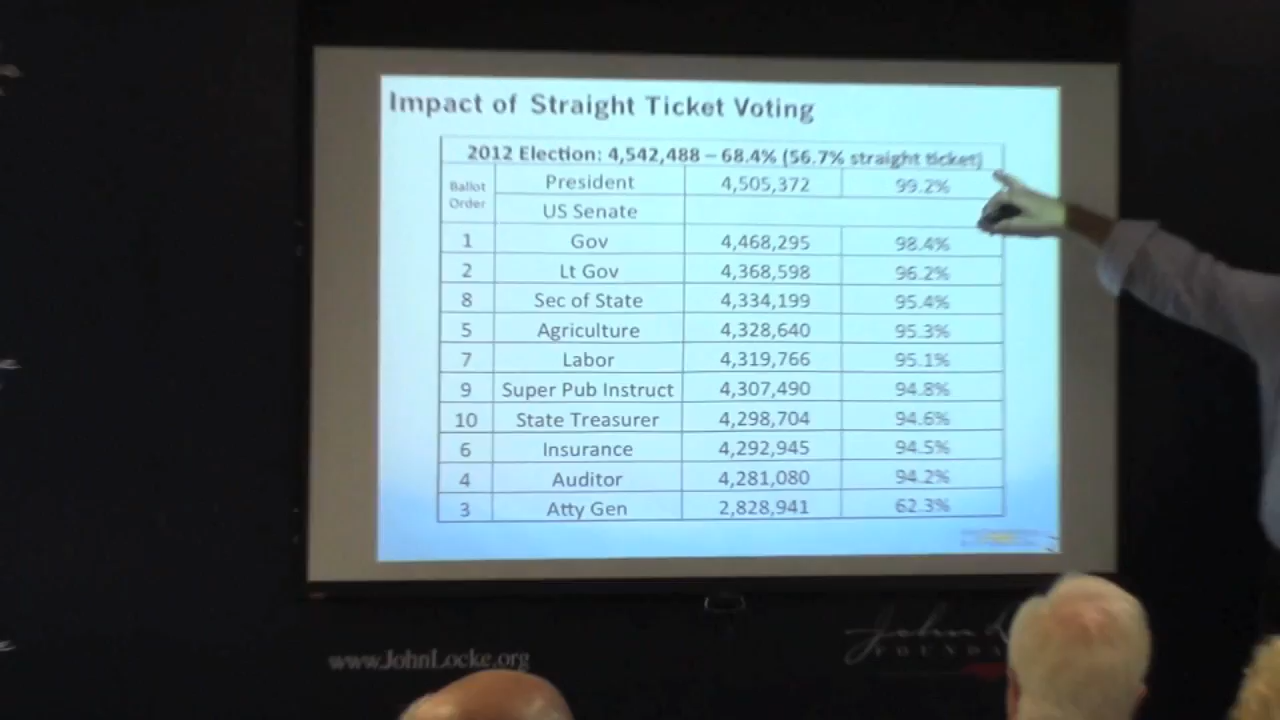 Impact of Straight Ticket Voting
2012 Election: 4,542,488 – 68.4% (56.7% straight ticket)
Ballot Order President 4,505,372 99.2%
US Senate
1 Gov 4,468,295 98.4%
2 Lt Gov 4,368,598 96.2%
8 Sec of State 4,334,199 95.4%
5 Agriculture 4,328,640 95.3%
7 Labor 4,319,766 95.1%
9 Super Pub Instruct 4,307,490 94.8%
10 State Treasurer 4,298,704 94.6%
6 Insurance 4,292,945 94.5%
4 Auditor 4,281,080 94.2%
3 Atty Gen 2,828,941 62.3%
www.JohnLocke.org
John